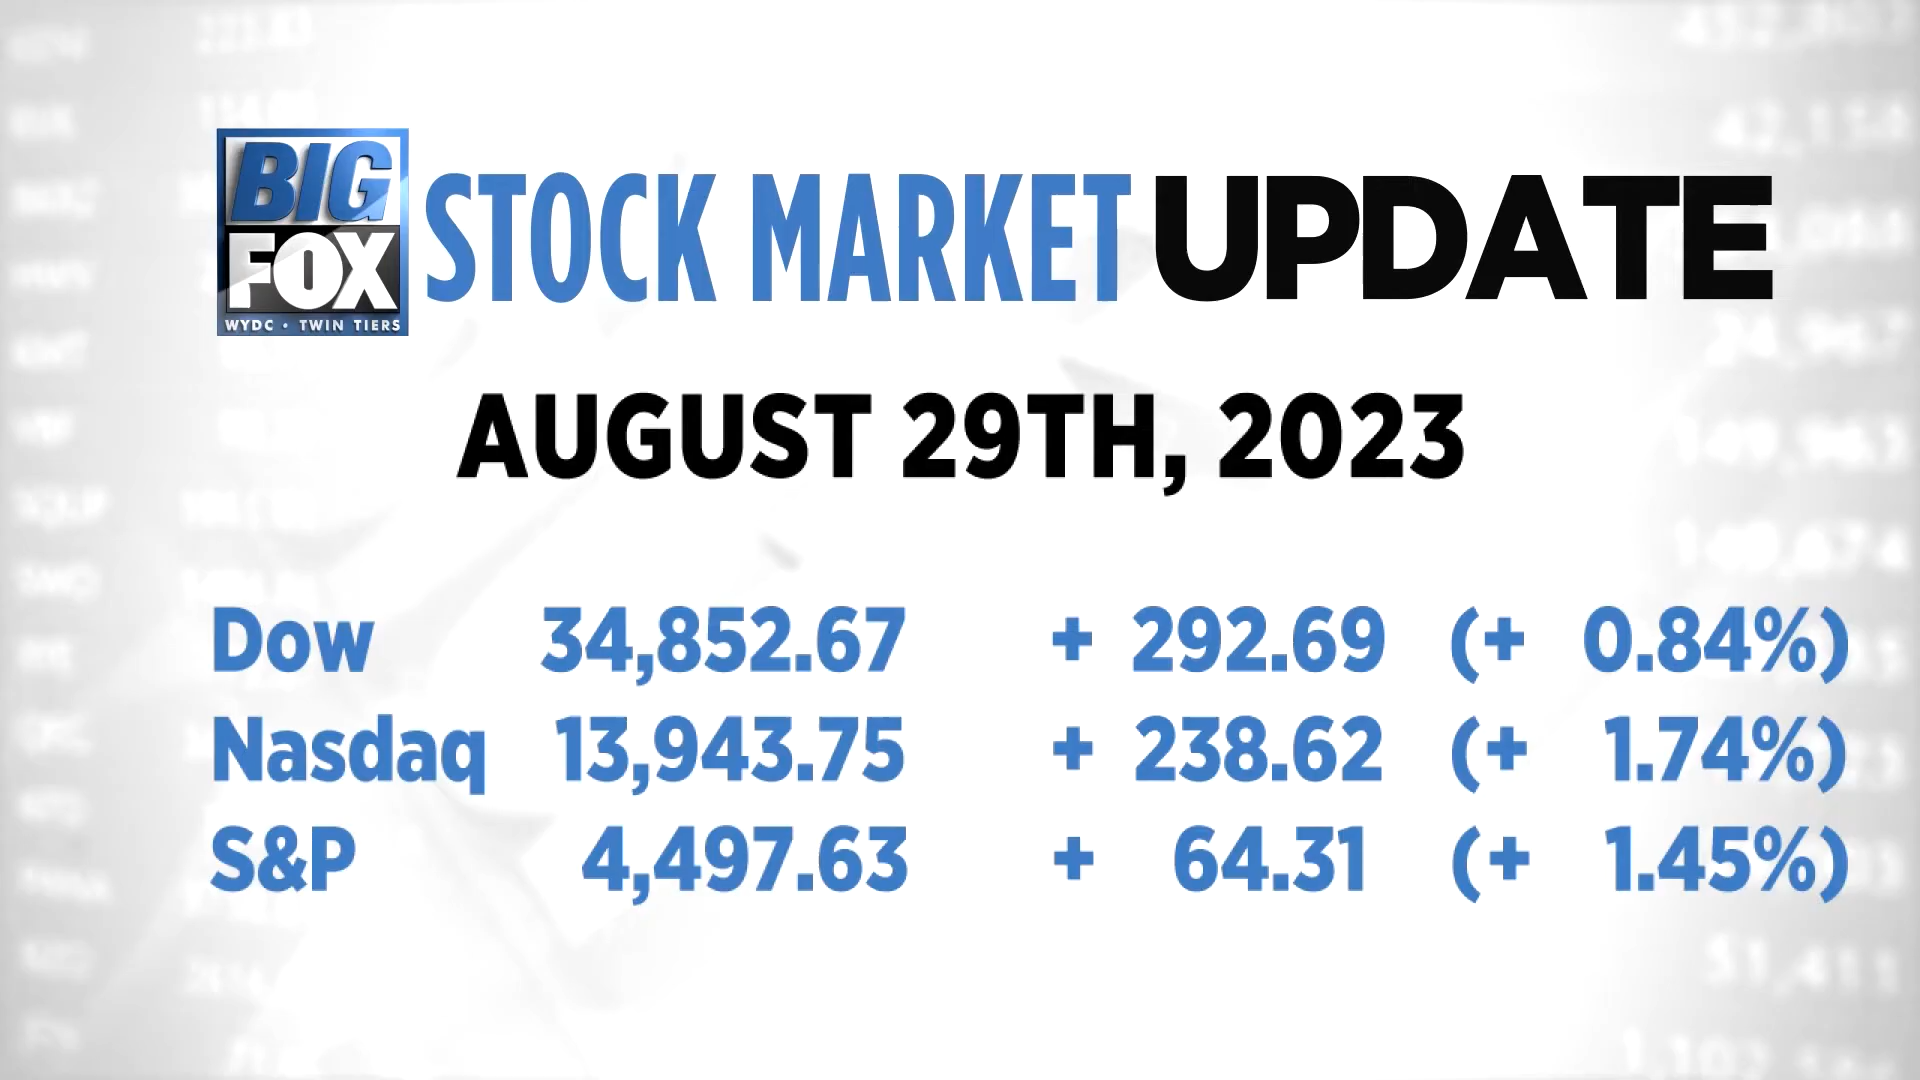 BIG
FOX
WYDC • TWIN TIERS
STOCK MARKET UPDATE
AUGUST 29TH, 2023
Dow 34,852.67 + 292.69 (+ 0.84%)
Nasdaq 13,943.75 + 238.62 (+ 1.74%)
S&P 4,497.63 + 64.31 (+ 1.45%)